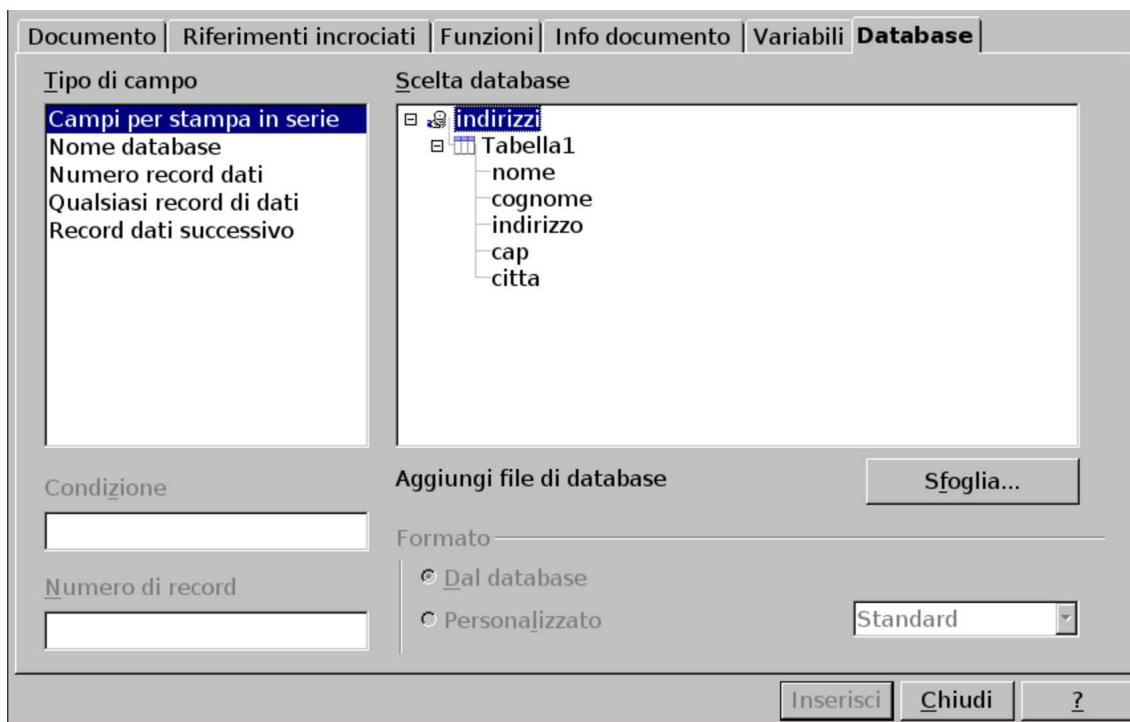 Documento Riferimenti incrociati Funzioni Info documento Variabili Database
Tipo di campo
Campi per stampa in serie
Nome database
Numero record dati
Qualsiasi record di dati
Record dati successivo
Scelta database
indirizzi
Tabella1
nome
cognome
indirizzo
cap
citta
Condizione
Numero di record
Aggiungi file di database
Sfoglia...
Formato
Dal database
Personalizzato
Standard
Inserisci Chiudi ?